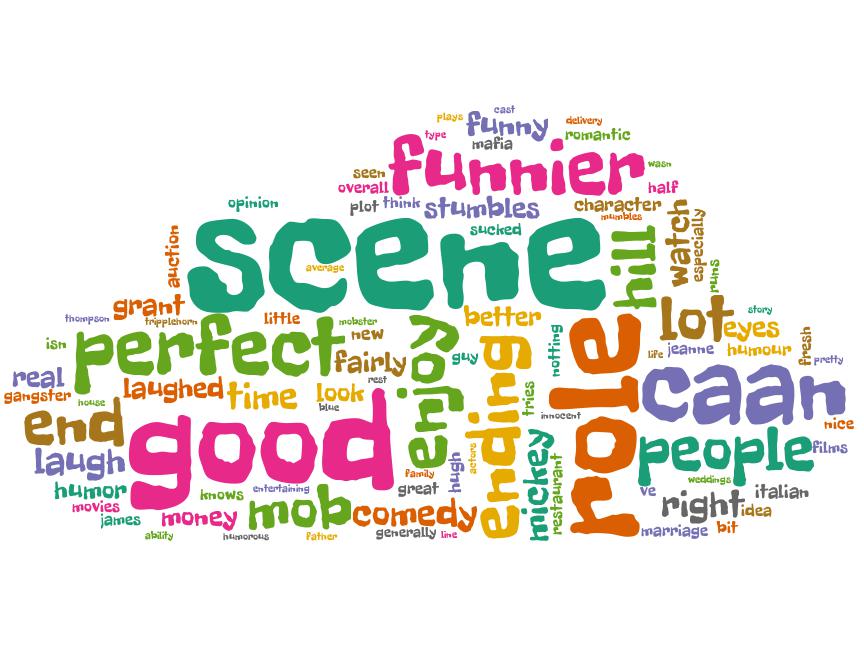 cast
plays
funny
delivery
type
mafia
romantic
funnier
wasn
seen
overall
half
opinion
plot
think
stumbles
character
mumbles
watch
especially
sucked
auction
scene
average
hill
runs
grant
little
better
lot
eyes
story
thompson
tripplehorn
mobster
new
isn
perfect
fairly
enjoy
guy
notting
role
life
jeanne
humour
fresh
pretty
real
gangster
house
laughed
time
look
rest
blue
ending
tries
innocent
caan
nice
end
good
people
films
laugh
humor
movies
james
knows
entertaining
family
great
hugh
actors
mickey
restaurant
weddings
ve
right
italian
idea
money
mob
comedy
ability
humorous
father
generally
line
marriage
bit